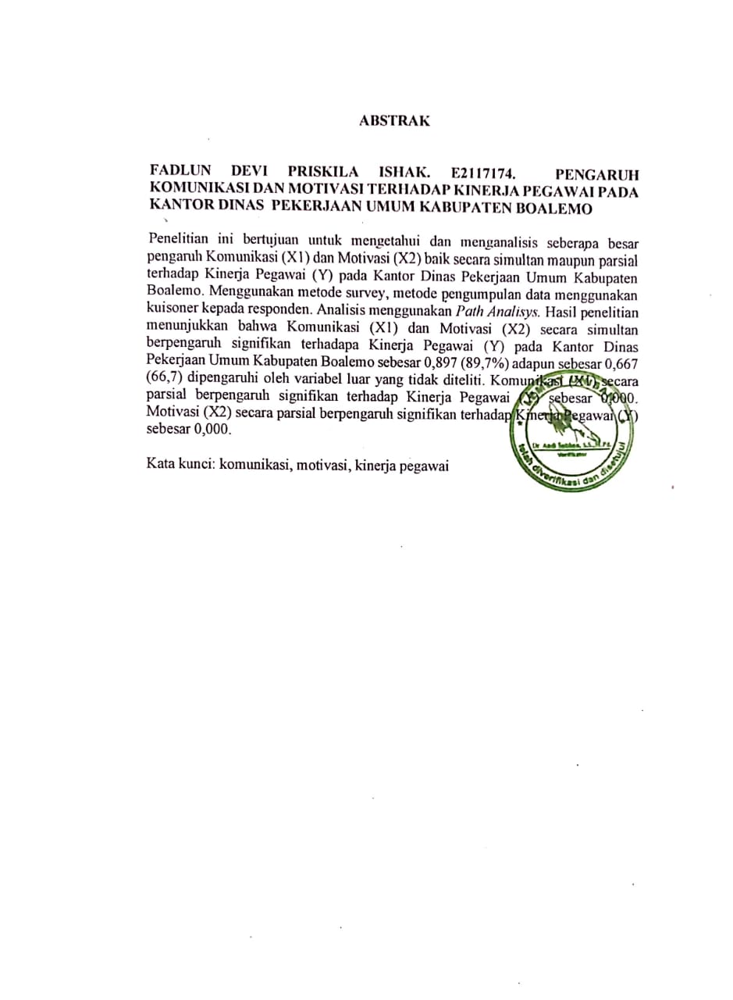 ABSTRAK
FADLUN DEVI PRISKILA ISHAK. E2117174. PENGARUH
KOMUNIKASI DAN MOTIVASI TERHADAP KINERJA PEGAWAI PADA
KANTOR DINAS PEKERJAAN UMUM KABUPATEN BOALEMO
Penelitian ini bertujuan untuk mengetahui dan menganalisis seberapa besar
pengaruh Komunikasi (X1) dan Motivasi (X2) baik secara simultan maupun parsial
terhadap Kinerja Pegawai (Y) pada Kantor Dinas Pekerjaan Umum Kabupaten
Boalemo. Menggunakan metode survey, metode pengumpulan data menggunakan
kuisoner kepada responden. Analisis menggunakan Path Analisys. Hasil penelitian
menunjukkan bahwa Komunikasi (X1) dan Motivasi (X2) secara simultan
berpengaruh signifikan terhadapa Kinerja Pegawai (Y) pada Kantor Dinas
Pekerjaan Umum Kabupaten Boalemo sebesar 0,897 (89,7%) adapun sebesar 0,667
(66,7) dipengaruhi oleh variabel luar yang tidak diteliti. Komunikasi (X1) secara
parsial berpengaruh signifikan terhadap Kinerja Pegawai (Y) sebesar 0,000.
Motivasi (X2) secara parsial berpengaruh signifikan terhadap Kinerja Pegawai (Y)
sebesar 0,000.
Verifikator
telah diverifikasi dan disetujui
Kata kunci: komunikasi, motivasi, kinerja pegawai